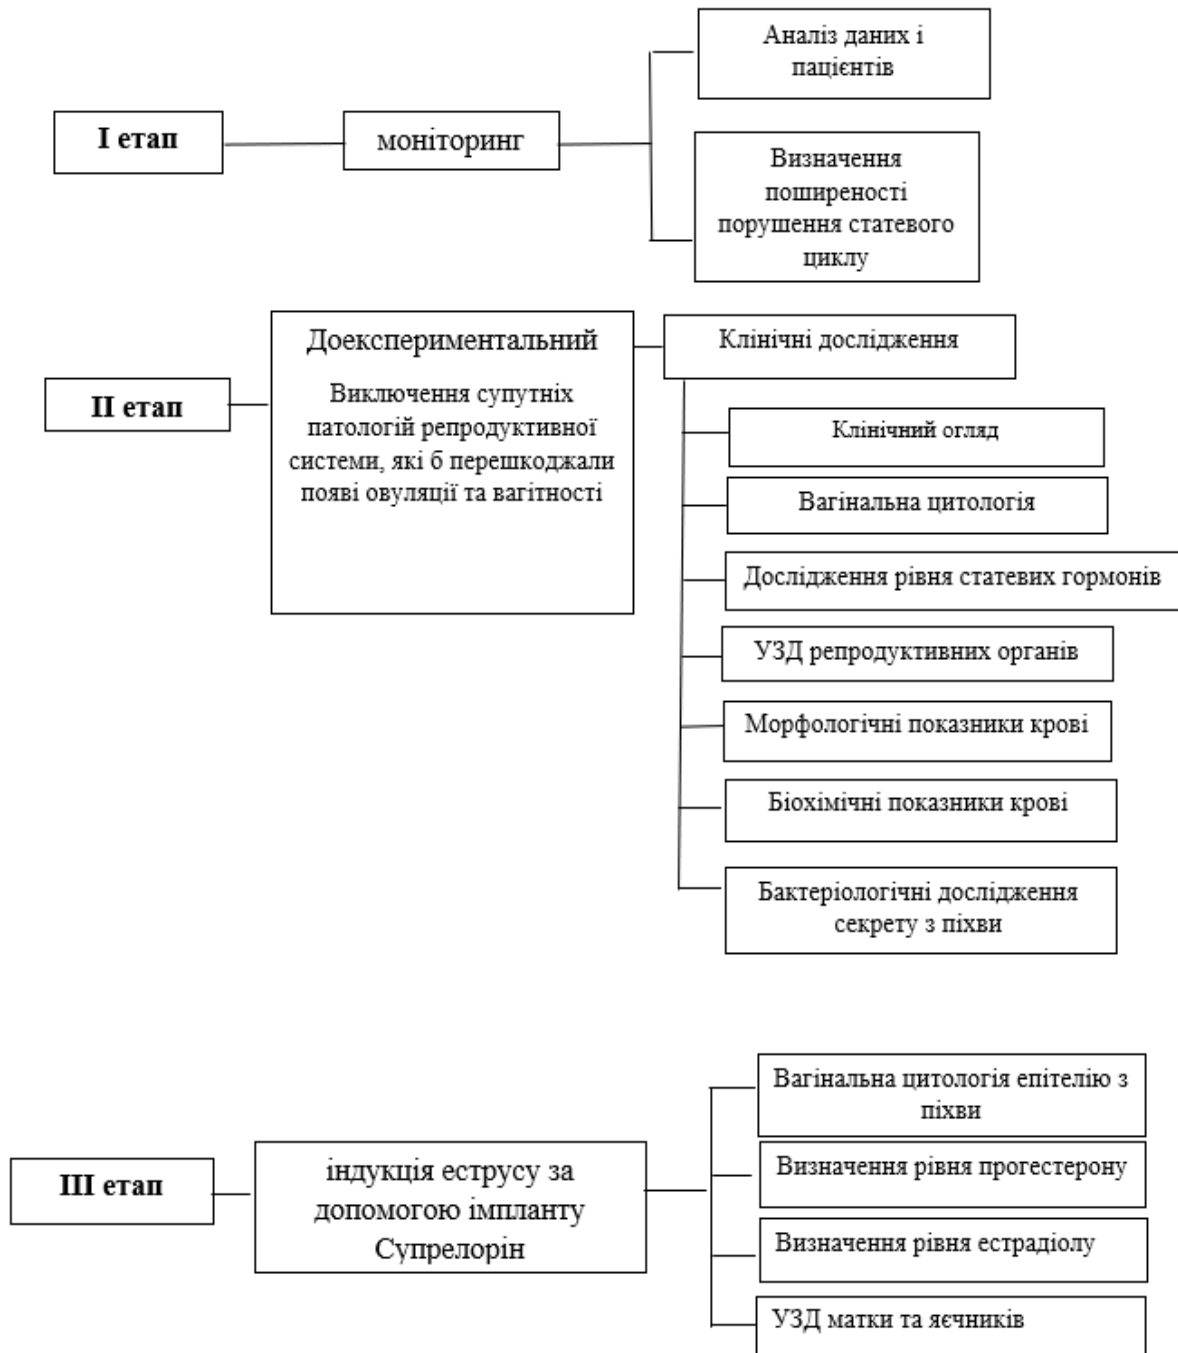 Аналіз даних і
пацієнтів
І етап
моніторинг
Визначення
поширеності
порушення статевого
циклу
Доекспериментальний
Виключення супутніх
патологій репродуктивної
системи, які б перешкоджали
появі овуляції та вагітності
ІІ етап
Клінічні дослідження
Клінічний огляд
Вагінальна цитологія
Дослідження рівня статевих гормонів
УЗД репродуктивних органів
Морфологічні показники крові
Біохімічні показники крові
Бактеріологічні дослідження
секрету з піхви
ІІІ етап
індукція еструсу за
допомогою імпланту
Супрелорін
Вагінальна цитологія епітелію з
піхви
Визначення рівня прогестерону
Визначення рівня естрадіолу
УЗД матки та яєчників